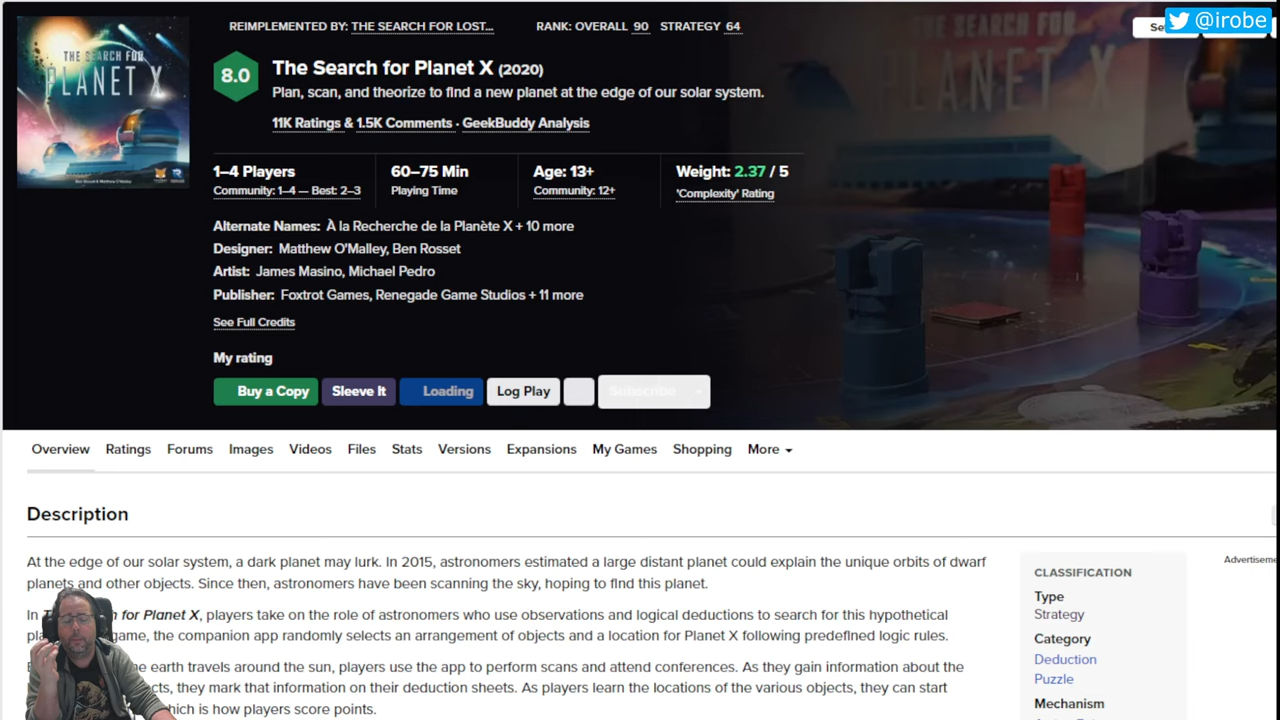 REIMPLEMENTED BY: THE SEARCH FOR LOST... RANK: OVERALL 90 STRATEGY 64
@irobe
THE SEARCH FOR
PLANET X
8.0
The Search for Planet X (2020)
Plan, scan, and theorize to find a new planet at the edge of our solar system.
11K Ratings & 1.5K Comments · GeekBuddy Analysis
1–4 Players 60–75 Min Age: 13+ Weight: 2.37 / 5
Community: 1–4 — Best: 2–3 Playing Time Community: 12+ 'Complexity' Rating
Alternate Names: À la Recherche de la Planète X + 10 more
Designer: Matthew O'Malley, Ben Rosset
Artist: James Masino, Michael Pedro
Publisher: Foxtrot Games, Renegade Game Studios + 11 more
See Full Credits
My rating
Buy a Copy Sleeve It Loading Log Play Subscribe
Overview Ratings Forums Images Videos Files Stats Versions Expansions My Games Shopping More
Description
At the edge of our solar system, a dark planet may lurk. In 2015, astronomers estimated a large distant planet could explain the unique orbits of dwarf
planets and other objects. Since then, astronomers have been scanning the sky, hoping to find this planet.
In for Planet X, players take on the role of astronomers who use observations and logical deductions to search for this hypothetical
game, the companion app randomly selects an arrangement of objects and a location for Planet X following predefined logic rules.
earth travels around the sun, players use the app to perform scans and attend conferences. As they gain information about the
they mark that information on their deduction sheets. As players learn the locations of the various objects, they can start
which is how players score points.
Advertiseme
CLASSIFICATION
Type
Strategy
Category
Deduction
Puzzle
Mechanism